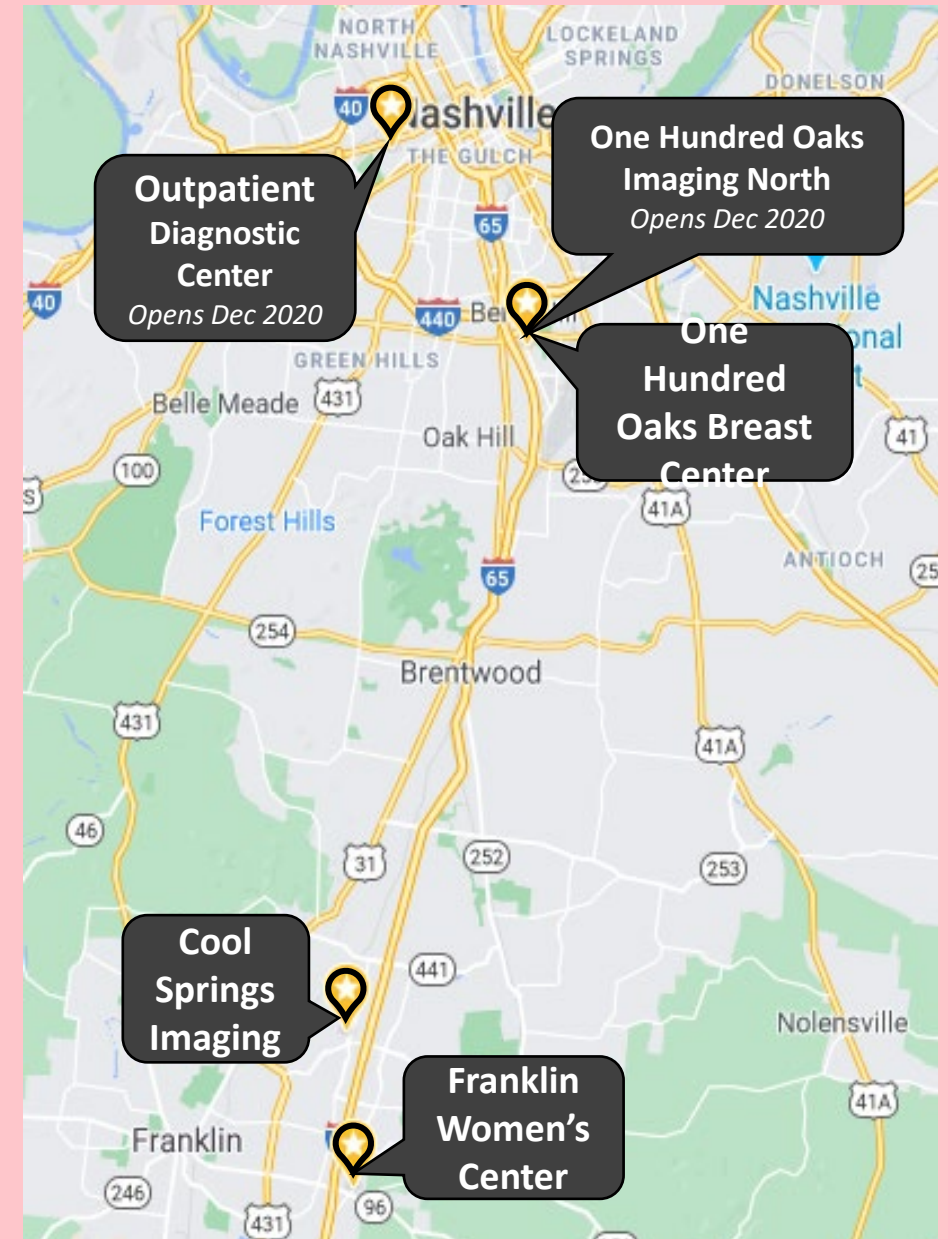 NORTH
NASHVILLE
LOCKELAND
SPRINGS
DONELSON
40
ashville
THE GULCH
One Hundred Oaks
Imaging North
Opens Dec 2020
Outpatient
Diagnostic
Center
Opens Dec 2020
65
40
440
Nashville
One
Hundred
Oaks Breast
Center
GREEN HILLS
Belle Meade
431
Oak Hill
41
100
41A
Forest Hills
ANTIOCH
65
254
Brentwood
431
41A
46
31
252
253
Cool
Springs
Imaging
441
Nolensville
Franklin
Women’s
Center
41A
Franklin
246
96
431